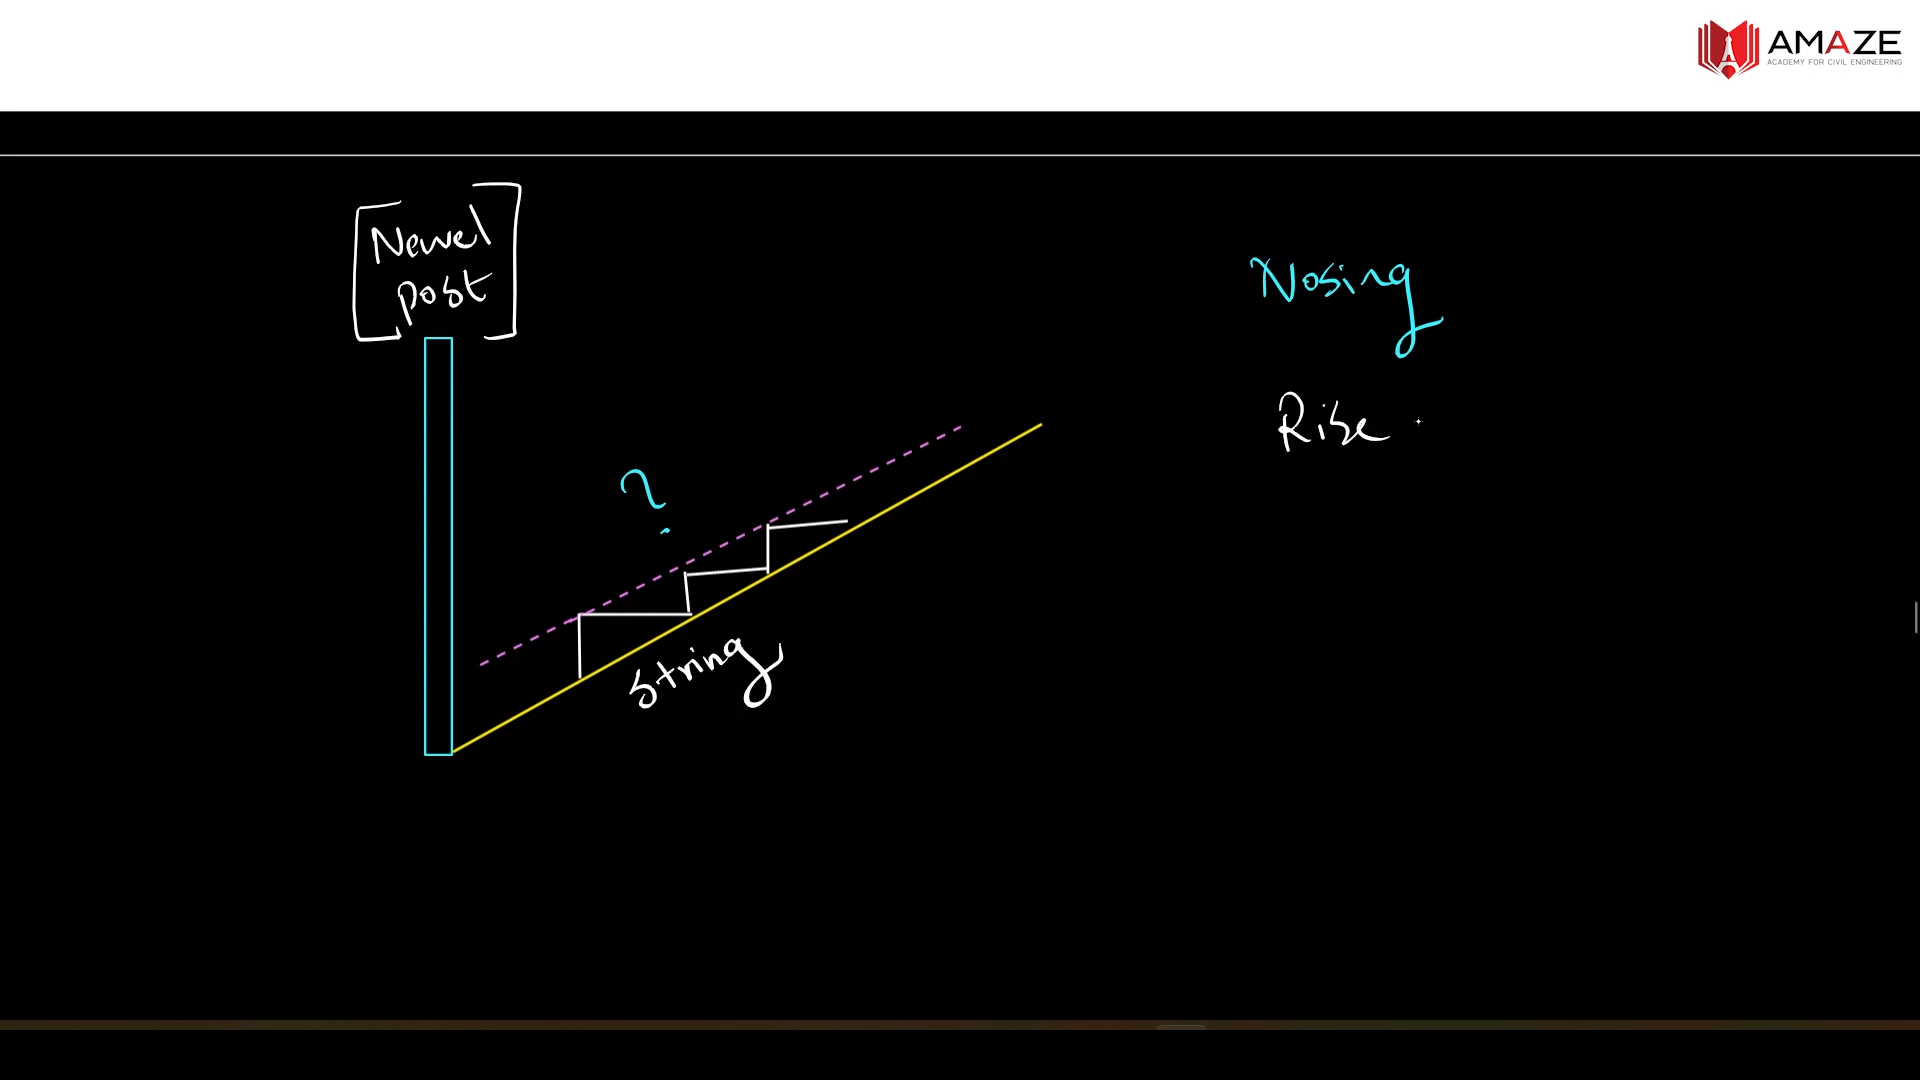 AMAZE
ACADEMY FOR CIVIL ENGINEERING
Newel
post
Nosing
Rise
?
String